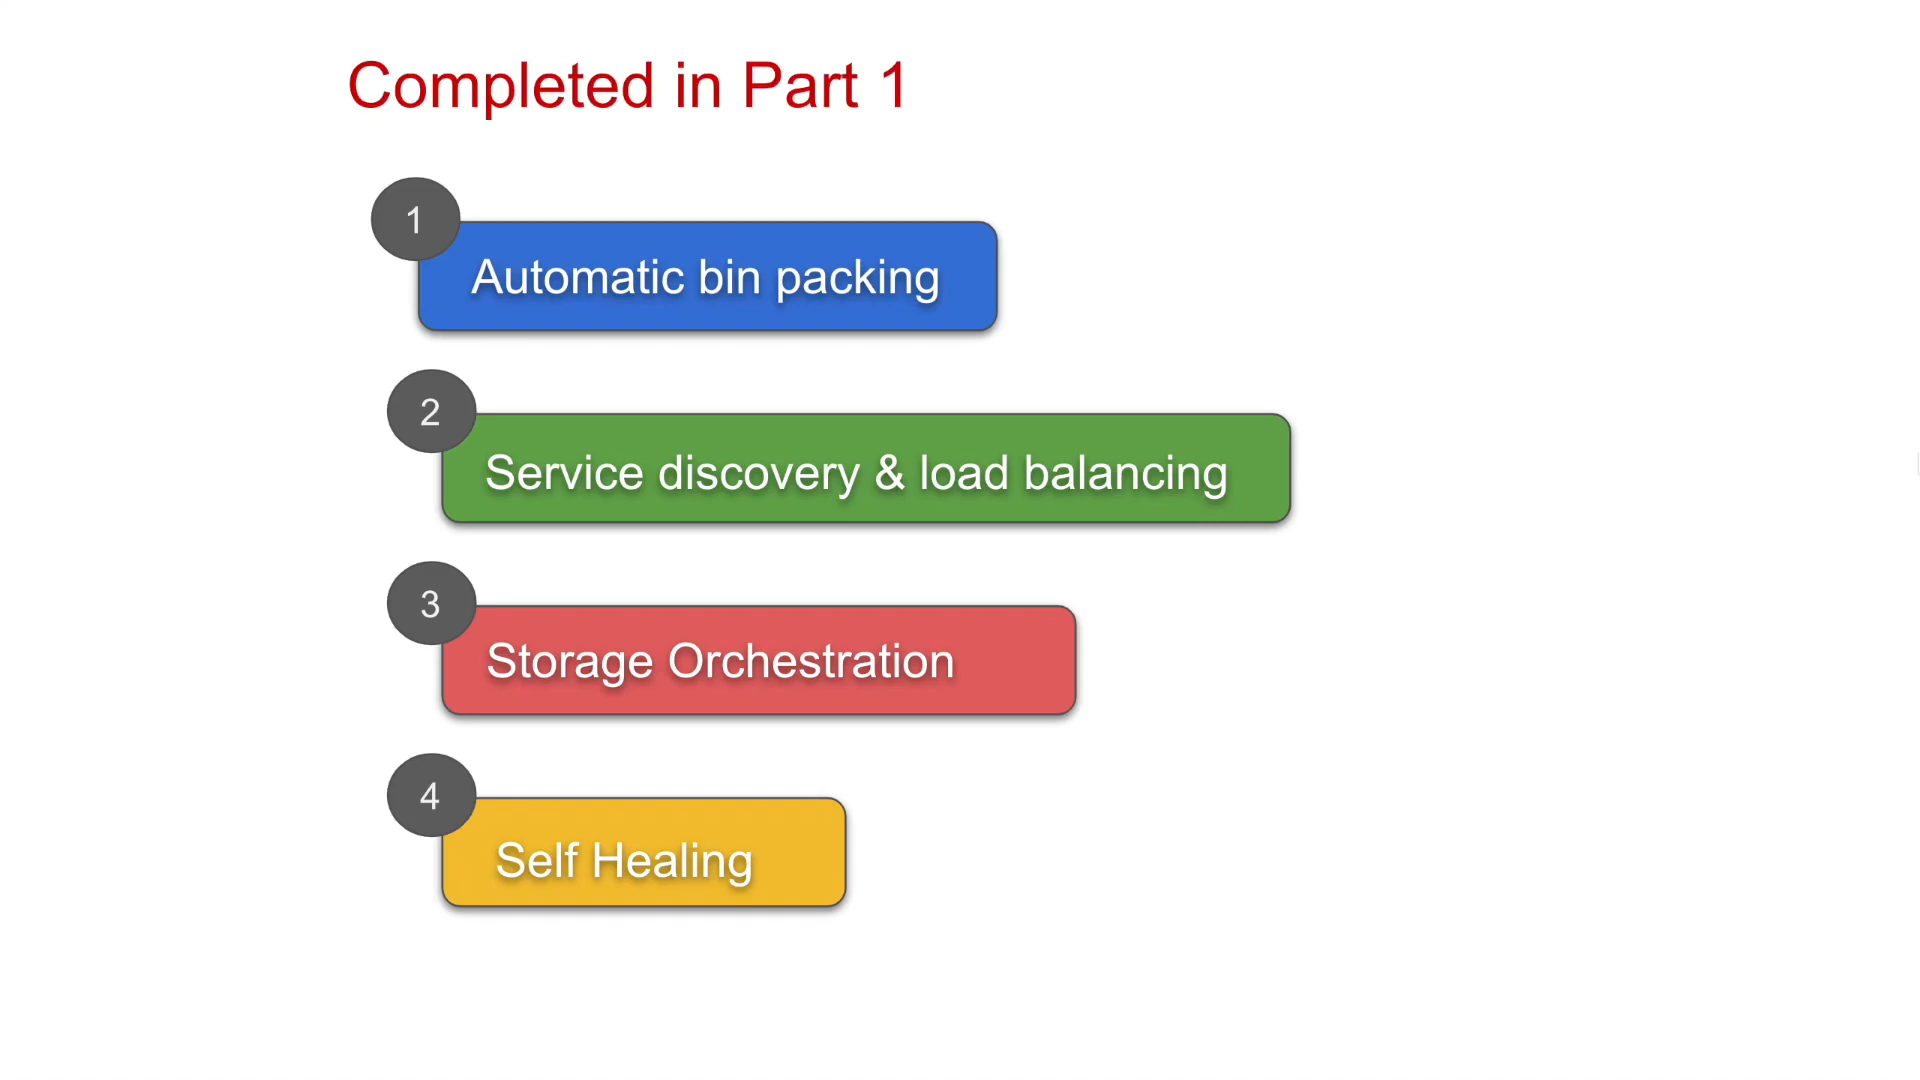 Completed in Part 1
1
Automatic bin packing
2
Service discovery & load balancing
3
Storage Orchestration
4
Self Healing